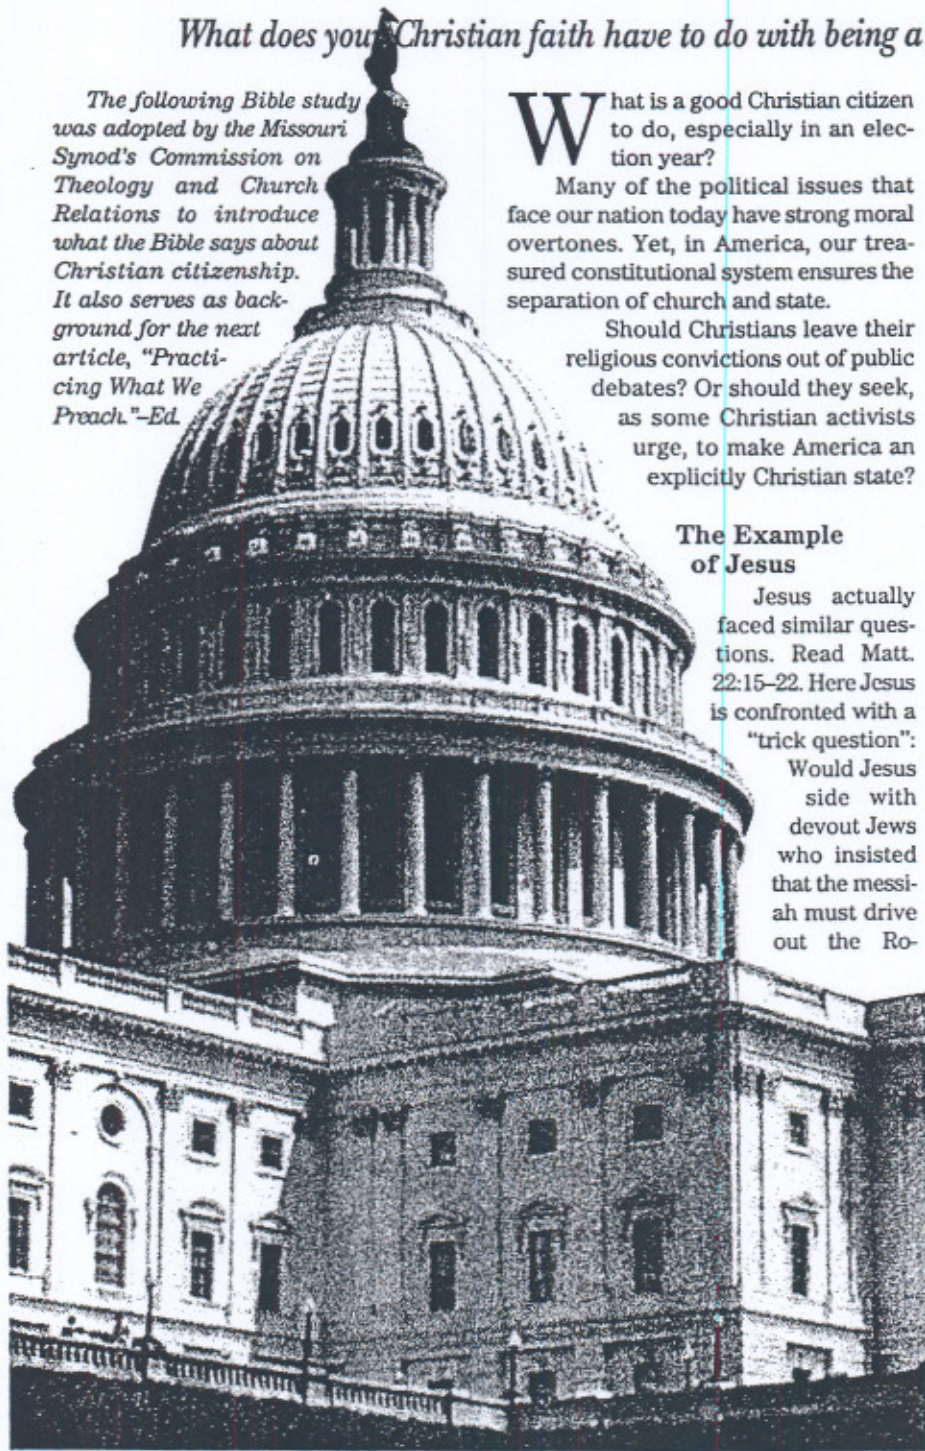 What does your Christian faith have to do with being a
The following Bible study
was adopted by the Missouri
Synod's Commission on
Theology and Church
Relations to introduce
what the Bible says about
Christian citizenship.
It also serves as back-
ground for the next
article, "Practi-
cing What We
Preach."–Ed.
What is a good Christian citizen
to do, especially in an elec-
tion year?
Many of the political issues that
face our nation today have strong moral
overtones. Yet, in America, our trea-
sured constitutional system ensures the
separation of church and state.
Should Christians leave their
religious convictions out of public
debates? Or should they seek,
as some Christian activists
urge, to make America an
explicitly Christian state?
The Example
of Jesus
Jesus actually
faced similar ques-
tions. Read Matt.
22:15–22. Here Jesus
is confronted with a
"trick question":
Would Jesus
side with
devout Jews
who insisted
that the messi-
ah must drive
out the Ro-